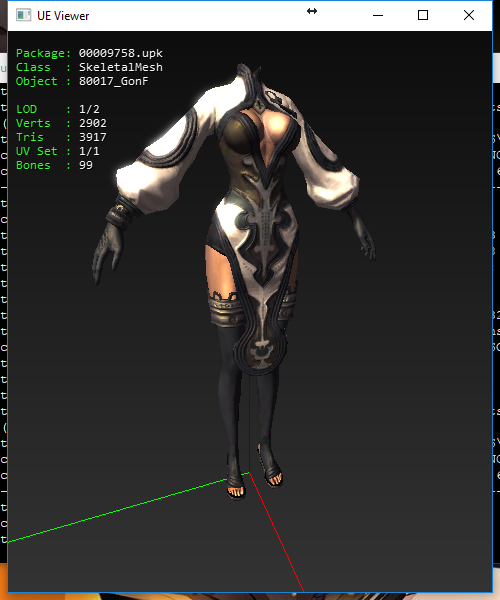 UE Viewer
Package: 00009758.upk
Class : SkeletalMesh
Object : 80017_GonF
LOD : 1/2
Verts : 2902
Tris : 3917
UV Set : 1/1
Bones : 99